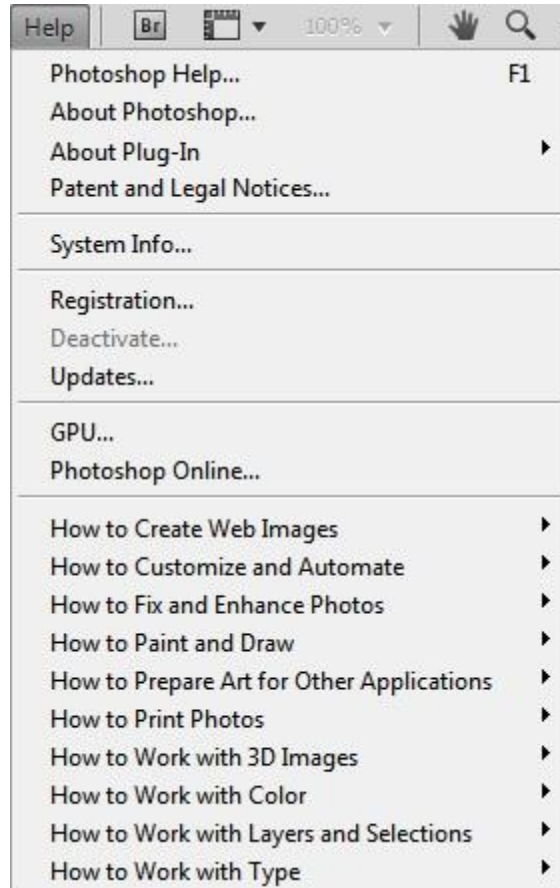 Help Br 100%
Photoshop Help... F1
About Photoshop...
About Plug-In
Patent and Legal Notices...
System Info...
Registration...
Deactivate...
Updates...
GPU...
Photoshop Online...
How to Create Web Images
How to Customize and Automate
How to Fix and Enhance Photos
How to Paint and Draw
How to Prepare Art for Other Applications
How to Print Photos
How to Work with 3D Images
How to Work with Color
How to Work with Layers and Selections
How to Work with Type